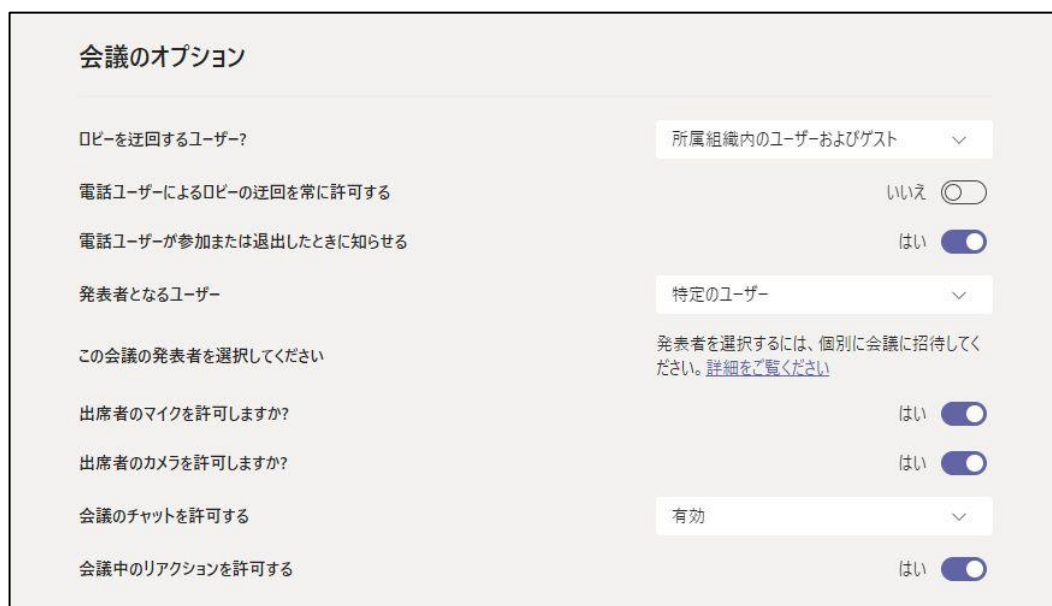 会議のオプション
ロビーを迂回するユーザー?
所属組織内のユーザーおよびゲスト
電話ユーザーによるロビーの迂回を常に許可する
いいえ
電話ユーザーが参加または退出したときに知らせる
はい
発表者となるユーザー
特定のユーザー
この会議の発表者を選択してください
発表者を選択するには、個別に会議に招待してく
ださい。詳細をご覧ください
出席者のマイクを許可しますか?
はい
出席者のカメラを許可しますか?
はい
会議のチャットを許可する
有効
会議中のリアクションを許可する
はい